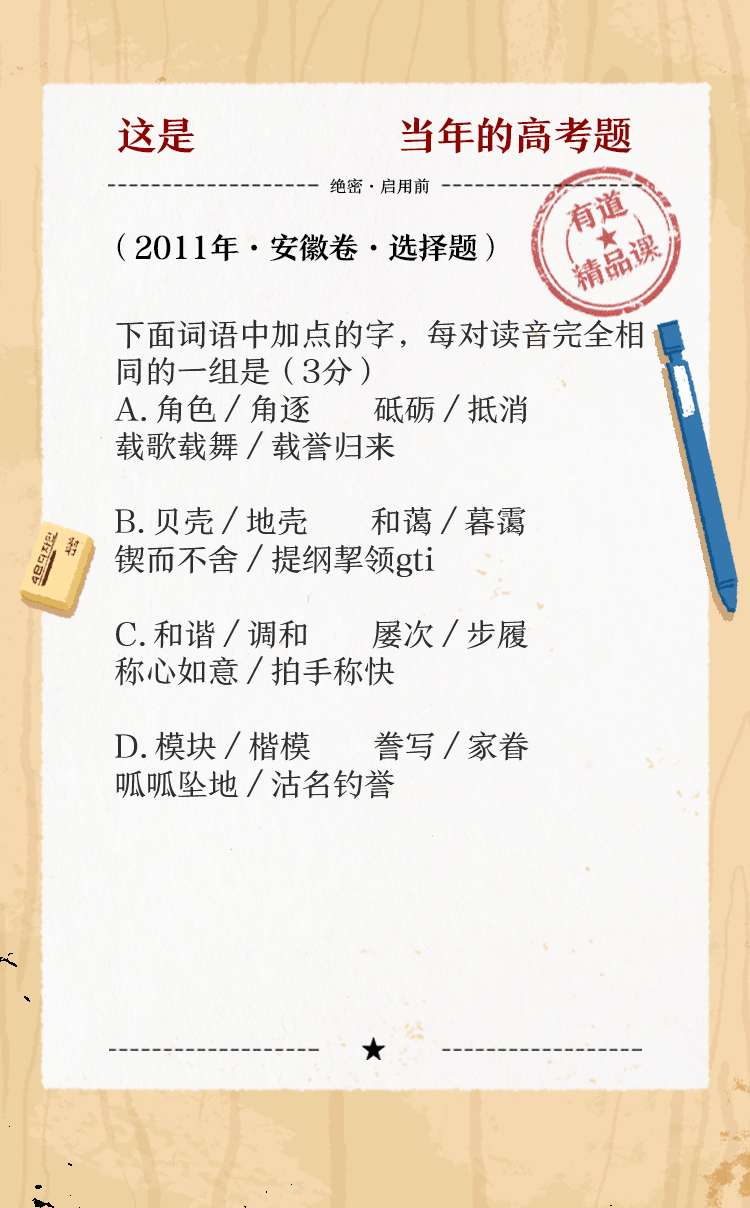 这是 当年的高考题
绝密·启用前
有道
精品课
（2011年·安徽卷·选择题）
下面词语中加点的字，每对读音完全相
同的一组是（3分）
A. 角色／角逐 砥砺／抵消
载歌载舞／载誉归来
B. 贝壳／地壳 和蔼／暮霭
锲而不舍／提纲挈领gti
C. 和谐／调和 屡次／步履
称心如意／拍手称快
D. 模块／楷模 誊写／家眷
呱呱坠地／沽名钓誉